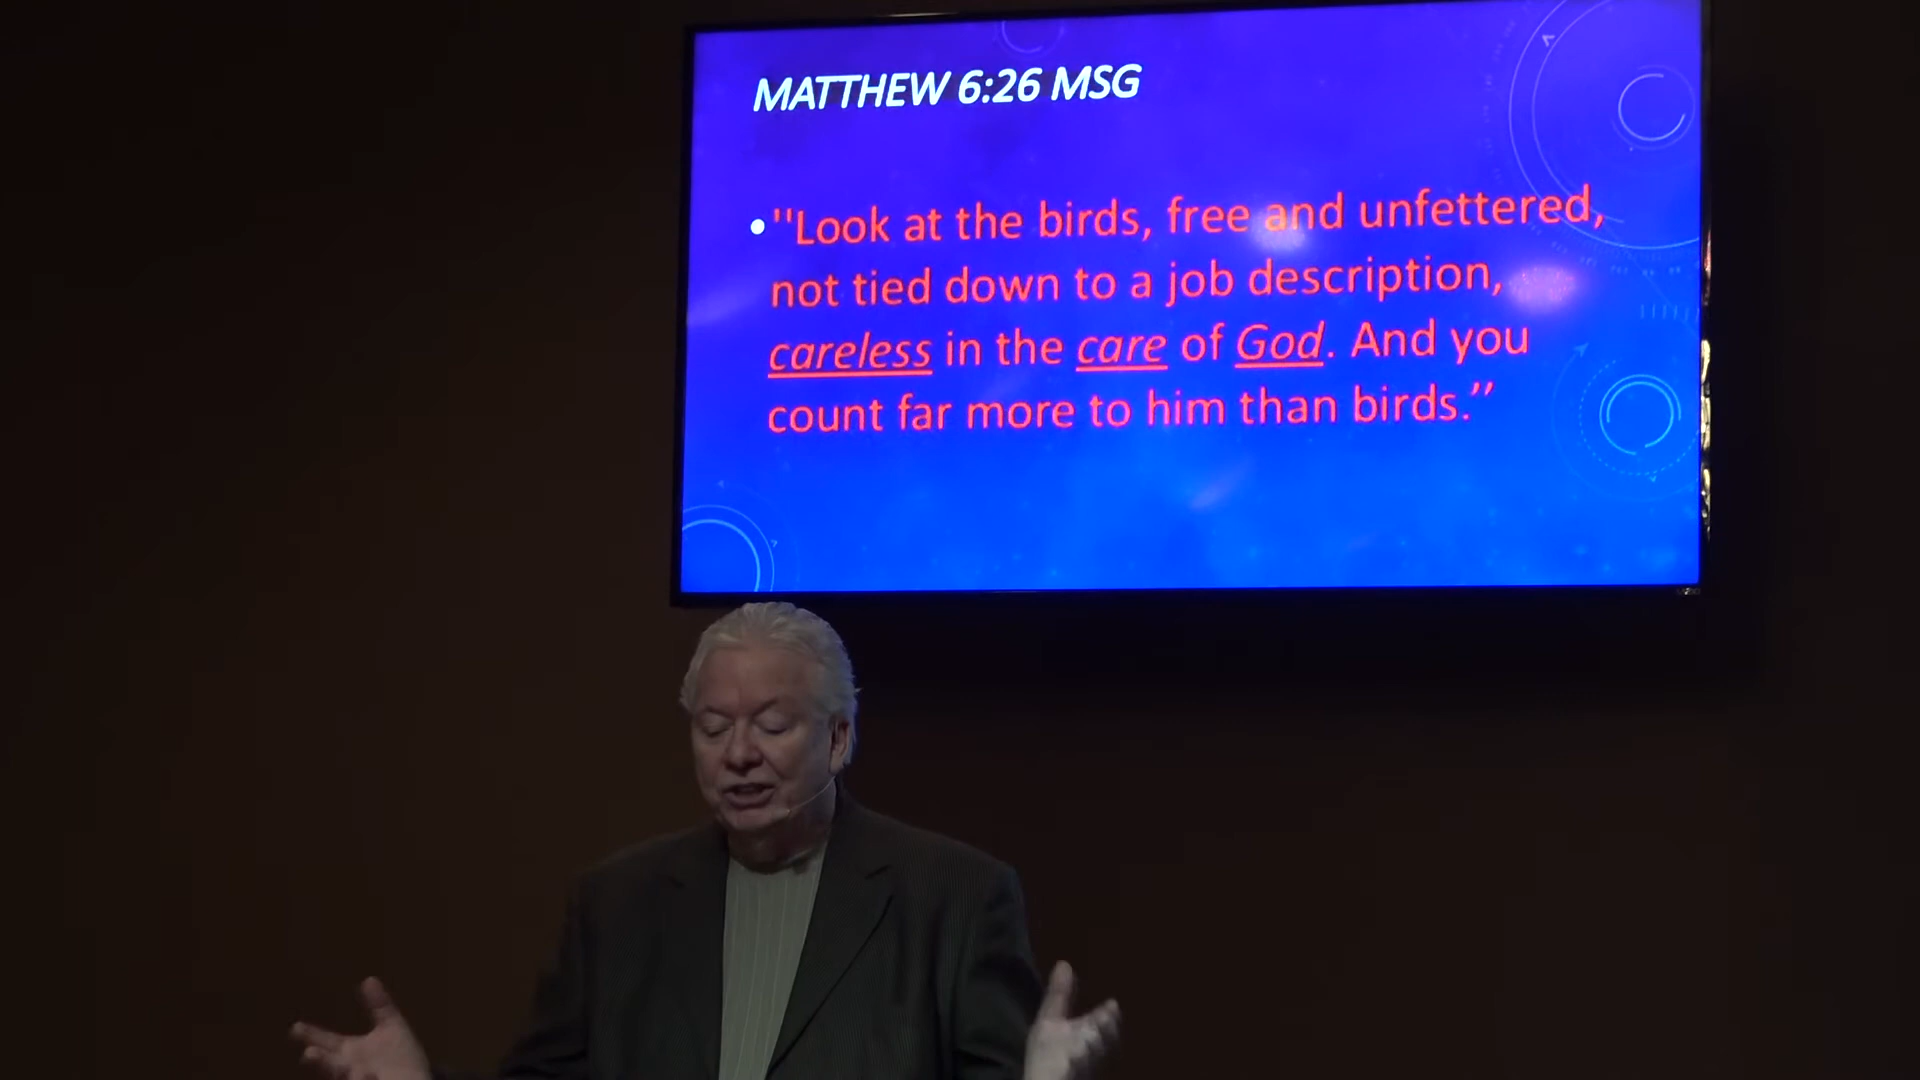 MATTHEW 6:26 MSG
•"Look at the birds, free and unfettered,
not tied down to a job description,
careless in the care of God. And you
count far more to him than birds.”